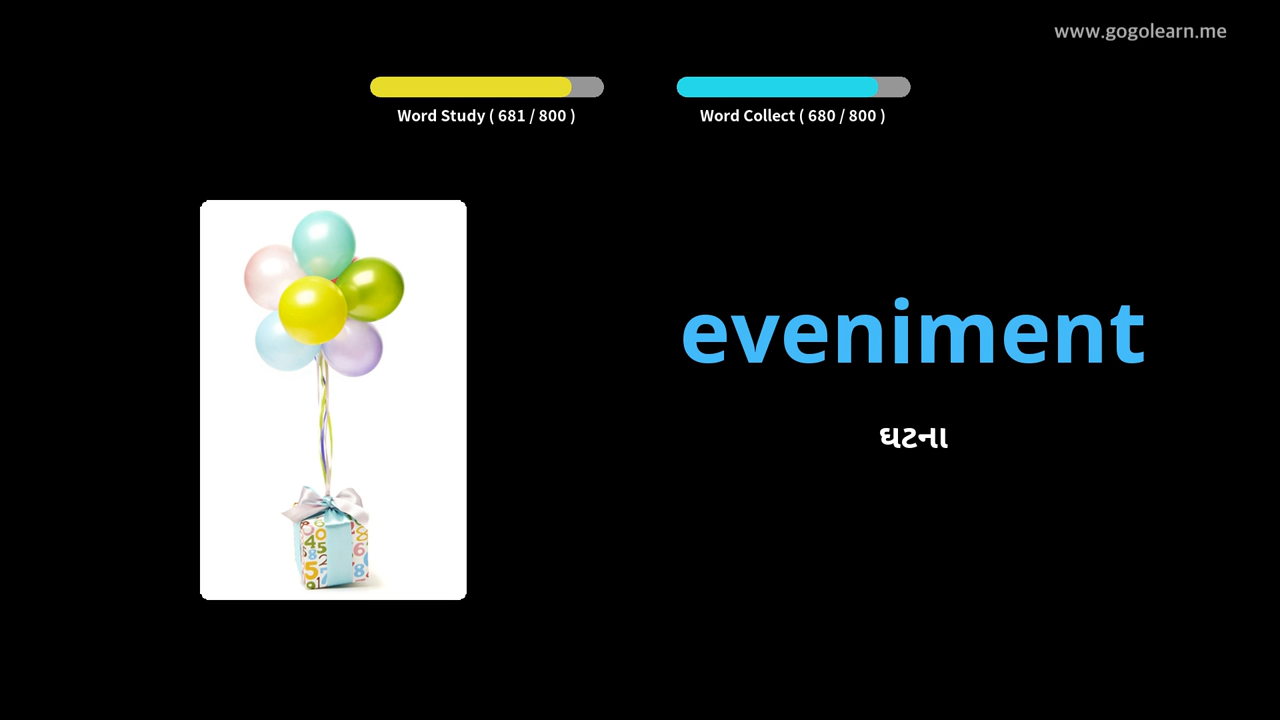 www.gogolearn.me
Word Study ( 681 / 800 )
Word Collect ( 680 / 800 )
eveniment
ઘટના